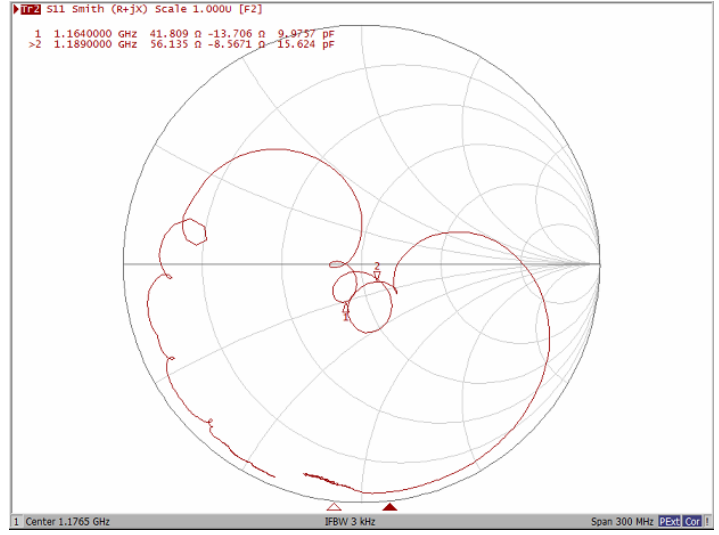 Tr2 S11 Smith (R+jX) Scale 1.000U [F2]
1 1.1640000 GHz 41.809 Ω -13.706 Ω 9.9757 pF
>2 1.1890000 GHz 56.135 Ω -8.5671 Ω 15.624 pF
2
1
1 Center 1.1765 GHz IFBW 3 kHz Span 300 MHz PExt Cor !